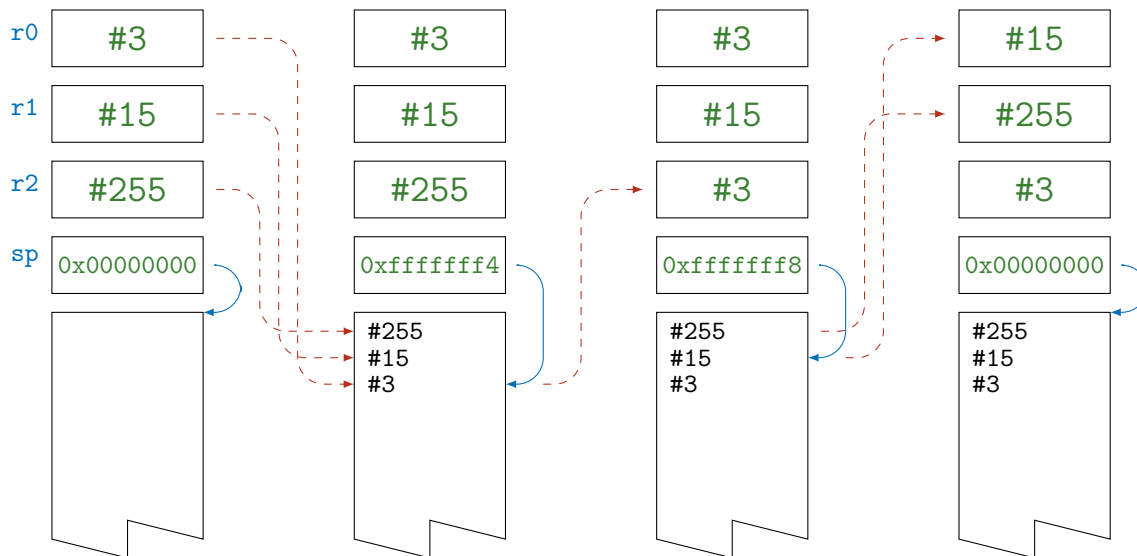 r0 #3 #3 #3 #15
r1 #15 #15 #15 #255
r2 #255 #255 #3 #3
sp 0x00000000 0xfffffff4 0xfffffff8 0x00000000
#255 #255 #255
#15 #15 #15
#3 #3 #3